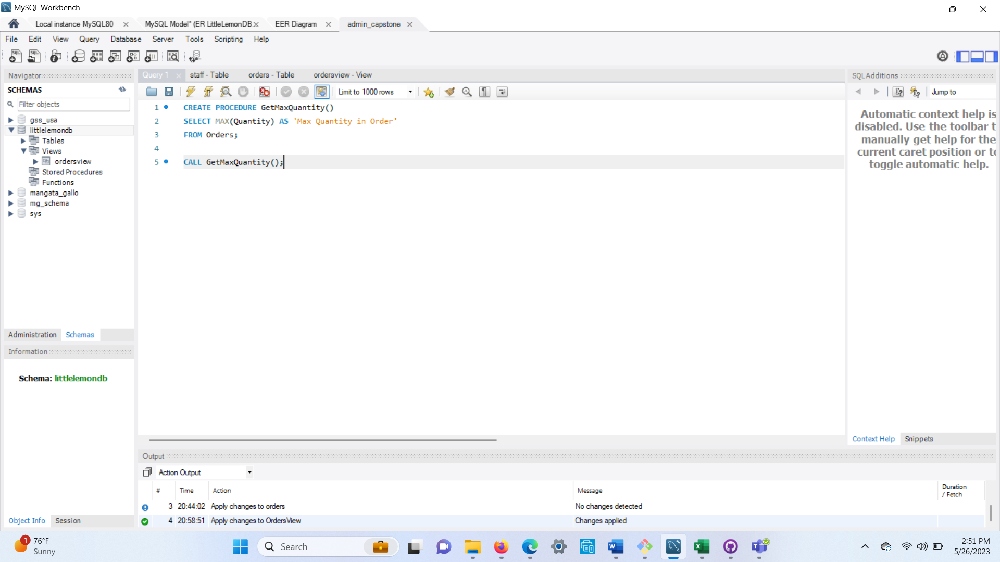 MySQL Workbench
Local instance MySQL80
MySQL Model* (ER LittleLemonDB.
EER Diagram
admin_capstone
File Edit View Query Database Server Tools Scripting Help
Navigator
Query 1
staff - Table
orders - Table
ordersview - View
SQLAdditions
SCHEMAS
Limit to 1000 rows
Jump to
Filter objects
gss_usa
littlelemondb
Tables
Views
ordersview
Stored Procedures
Functions
mangata_gallo
mg_schema
sys
1 CREATE PROCEDURE GetMaxQuantity()
2 SELECT MAX(Quantity) AS 'Max Quantity in Order'
3 FROM Orders;
4
5 CALL GetMaxQuantity();
Automatic context help is
disabled. Use the toolbar t
manually get help for the
current caret position or to
toggle automatic help.
Administration Schemas
Information
Schema: littlelemondb
Object Info Session
Context Help Snippets
Output
Action Output
# Time Action Message Duration / Fetch
3 20:44:02 Apply changes to orders No changes detected
4 20:58:51 Apply changes to OrdersView Changes applied
1
76°F
Sunny
Search
2:51 PM
5/26/2023